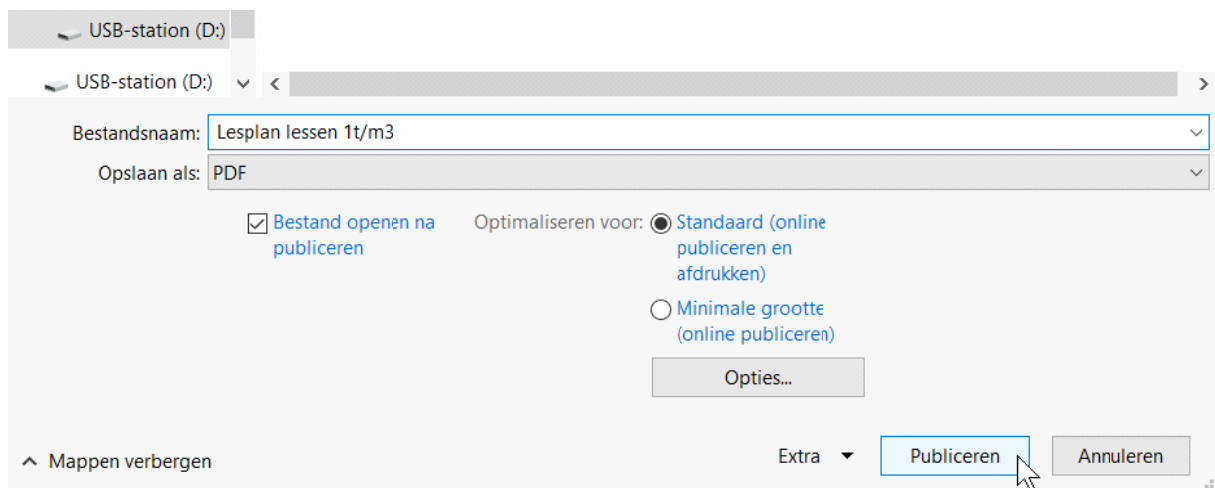 USB-station (D:)
USB-station (D:)
Bestandsnaam: Lesplan lessen 1t/m3
Opslaan als: PDF
Bestand openen na
publiceren
Optimaliseren voor: Standaard (online
publiceren en
afdrukken)
Minimale grootte
(online publiceren)
Opties...
Mappen verbergen
Extra
Publiceren
Annuleren